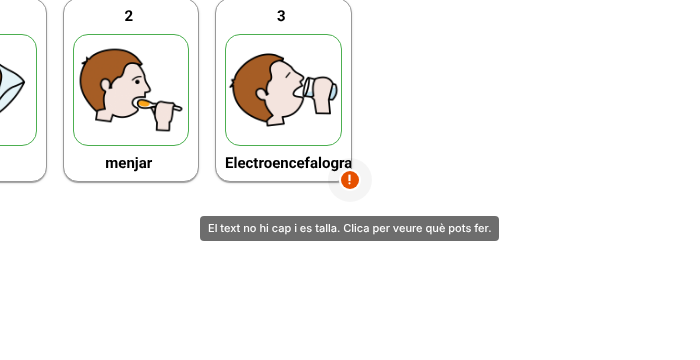 2
3
menjar
Electroencefalogra
!
El text no hi cap i es talla. Clica per veure què pots fer.